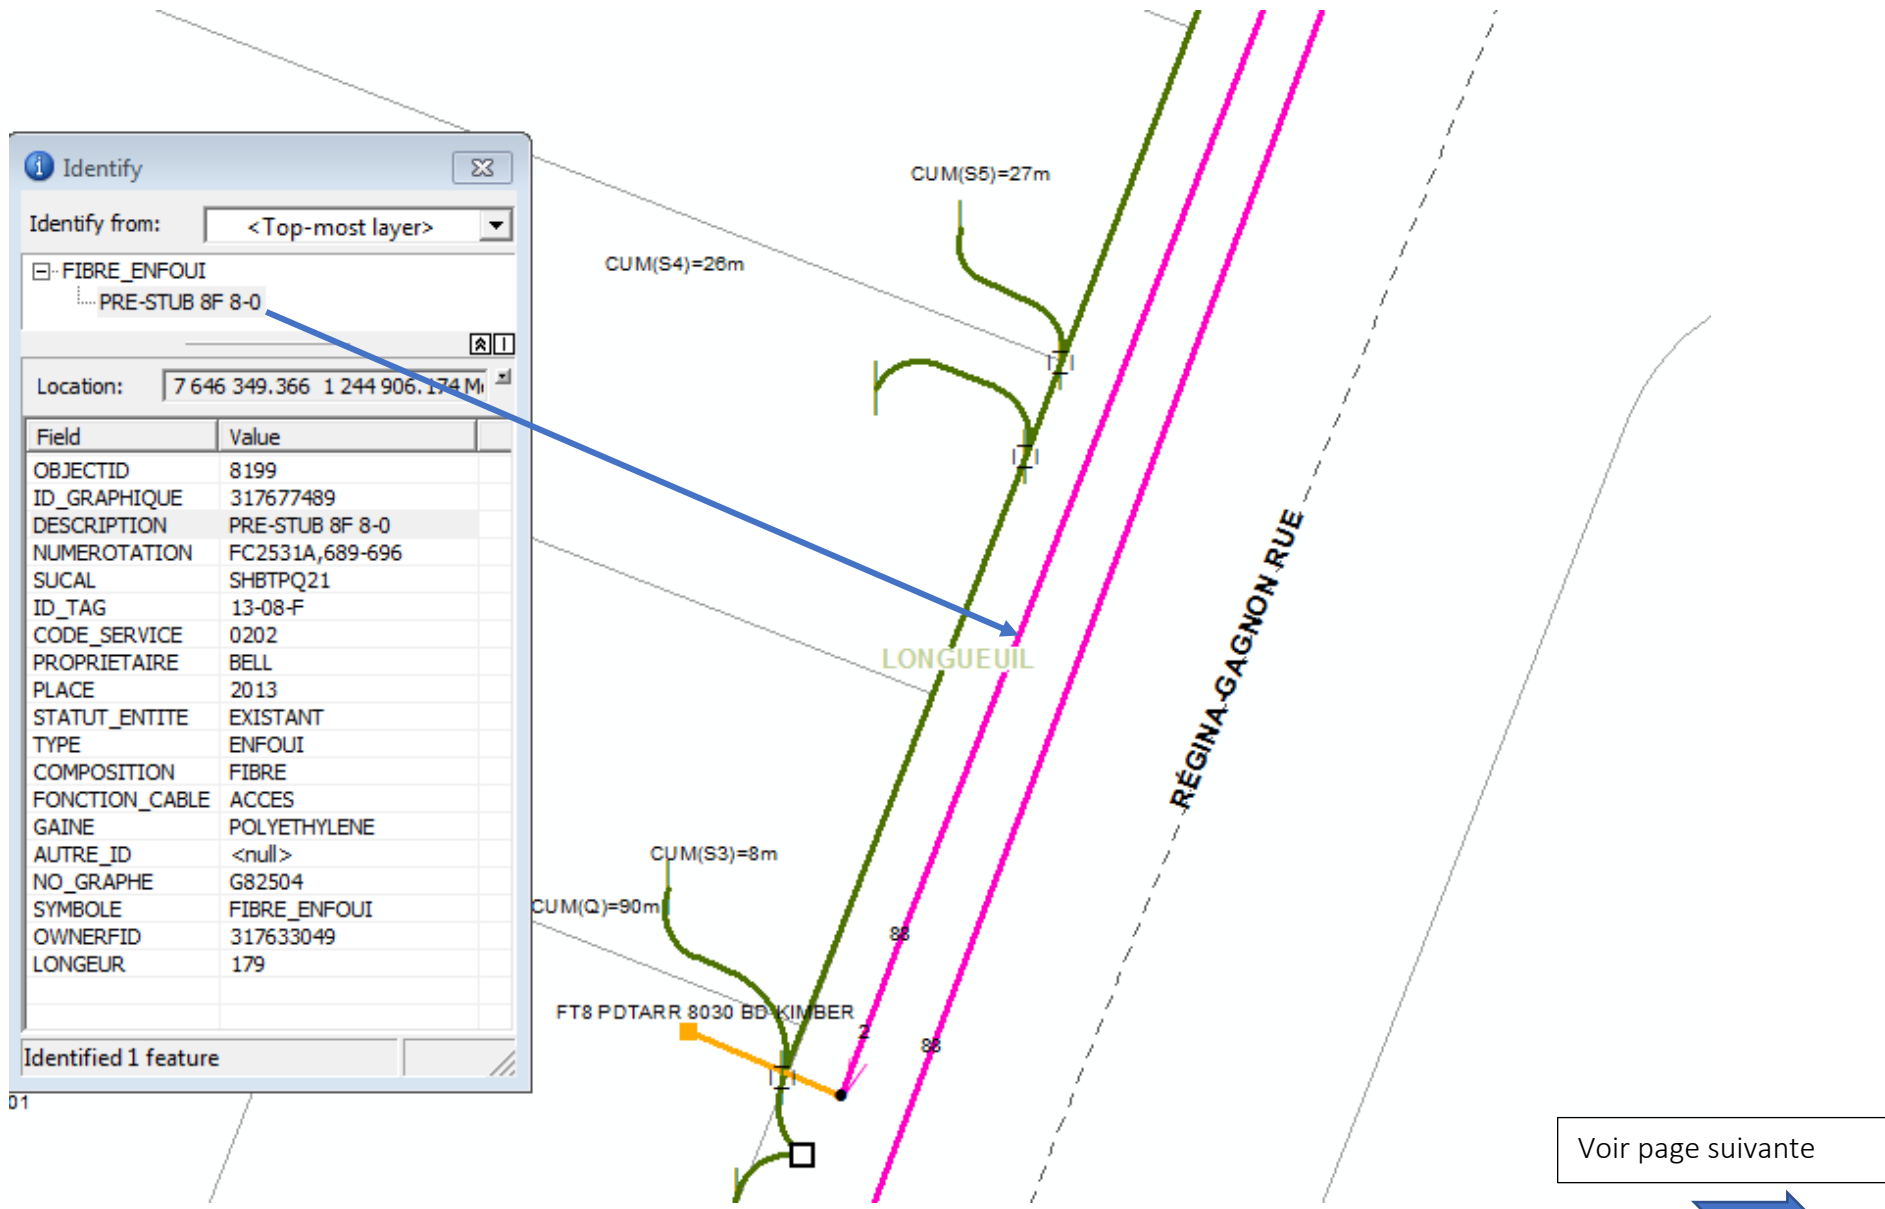 Identify
Identify from:
<Top-most layer>
FIBRE_ENFOUI
PRE-STUB 8F 8-0
Location:
7 646 349.366 1 244 906.174 M
Field Value
OBJECTID 8199
ID_GRAPHIQUE 317677489
DESCRIPTION PRE-STUB 8F 8-0
NUMEROTATION FC2531A,689-696
SUCAL SHBTPQ21
ID_TAG 13-08-F
CODE_SERVICE 0202
PROPRIETAIRE BELL
PLACE 2013
STATUT_ENTITE EXISTANT
TYPE ENFOUI
COMPOSITION FIBRE
FONCTION_CABLE ACCES
GAINE POLYETHYLENE
AUTRE_ID <null>
NO_GRAPHE G82504
SYMBOLE FIBRE_ENFOUI
OWNERFID 317633049
LONGEUR 179
Identified 1 feature
01
CUM(S5)=27m
CUM(S4)=26m
LONGUEUIL
RÉGINA-GAGNON RUE
CUM(S3)=8m
CUM(Q)=90m
88
FT8 PDTARR 8030 BD KIMBER
2
88
Voir page suivante